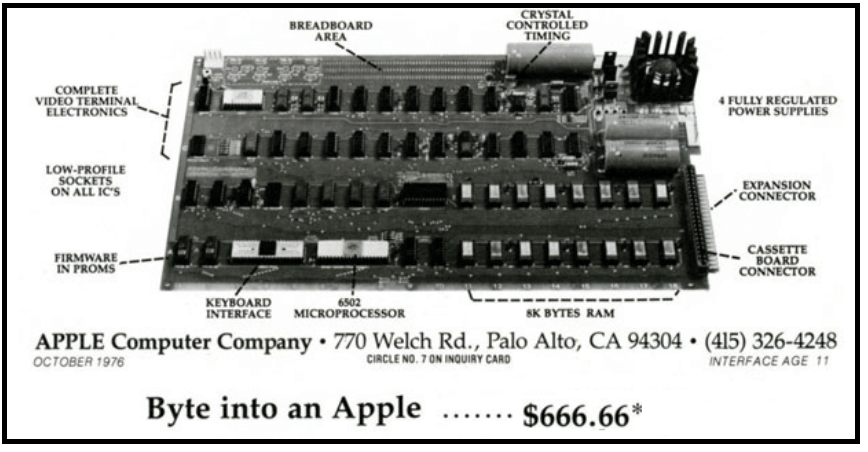 BREADBOARD
AREA
CRYSTAL
CONTROLLED
TIMING
COMPLETE
VIDEO TERMINAL
ELECTRONICS
4 FULLY REGULATED
POWER SUPPLIES
LOW-PROFILE
SOCKETS
ON ALL IC'S
EXPANSION
CONNECTOR
FIRMWARE
IN PROMS
CASSETTE
BOARD
CONNECTOR
KEYBOARD
INTERFACE
6502
MICROPROCESSOR
8K BYTES RAM
APPLE Computer Company • 770 Welch Rd., Palo Alto, CA 94304 • (415) 326-4248
OCTOBER 1976
CIRCLE NO. 7 ON INQUIRY CARD
INTERFACE AGE 11
Byte into an Apple ....... $666.66*